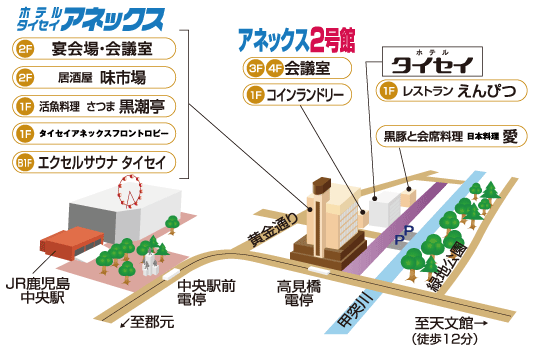 ホテル
タイセイ アネックス
2F 宴会場・会議室
2F 居酒屋 味市場
1F 活魚料理 さつま 黒潮亭
1F タイセイアネックスフロントロビー
B1F エクセルサウナ タイセイ
アネックス2号館
3F 4F 会議室
1F コインランドリー
ホテル
タイセイ
1F レストラン えんぴつ
黒豚と会席料理 日本料理 愛
黄金通り
P
P
緑地公園
甲突川
JR鹿児島
中央駅
中央駅前
電停
高見橋
電停
↙至郡元
至天文館→
(徒歩12分)